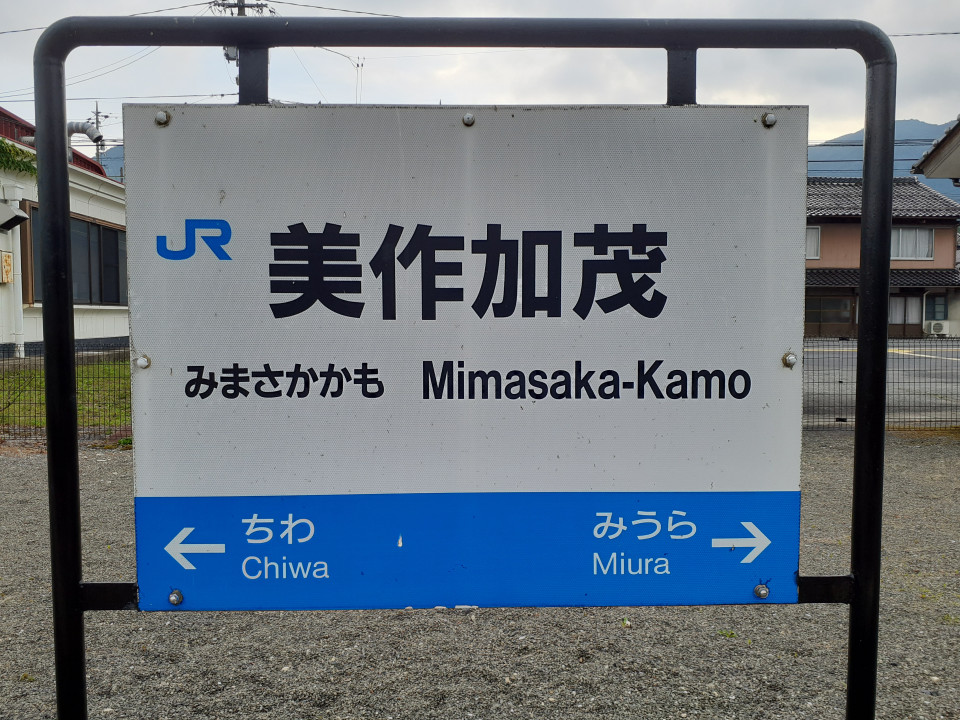 JR 美作加茂
みまさかかも Mimasaka-Kamo
← ちわ みうら →
Chiwa Miura